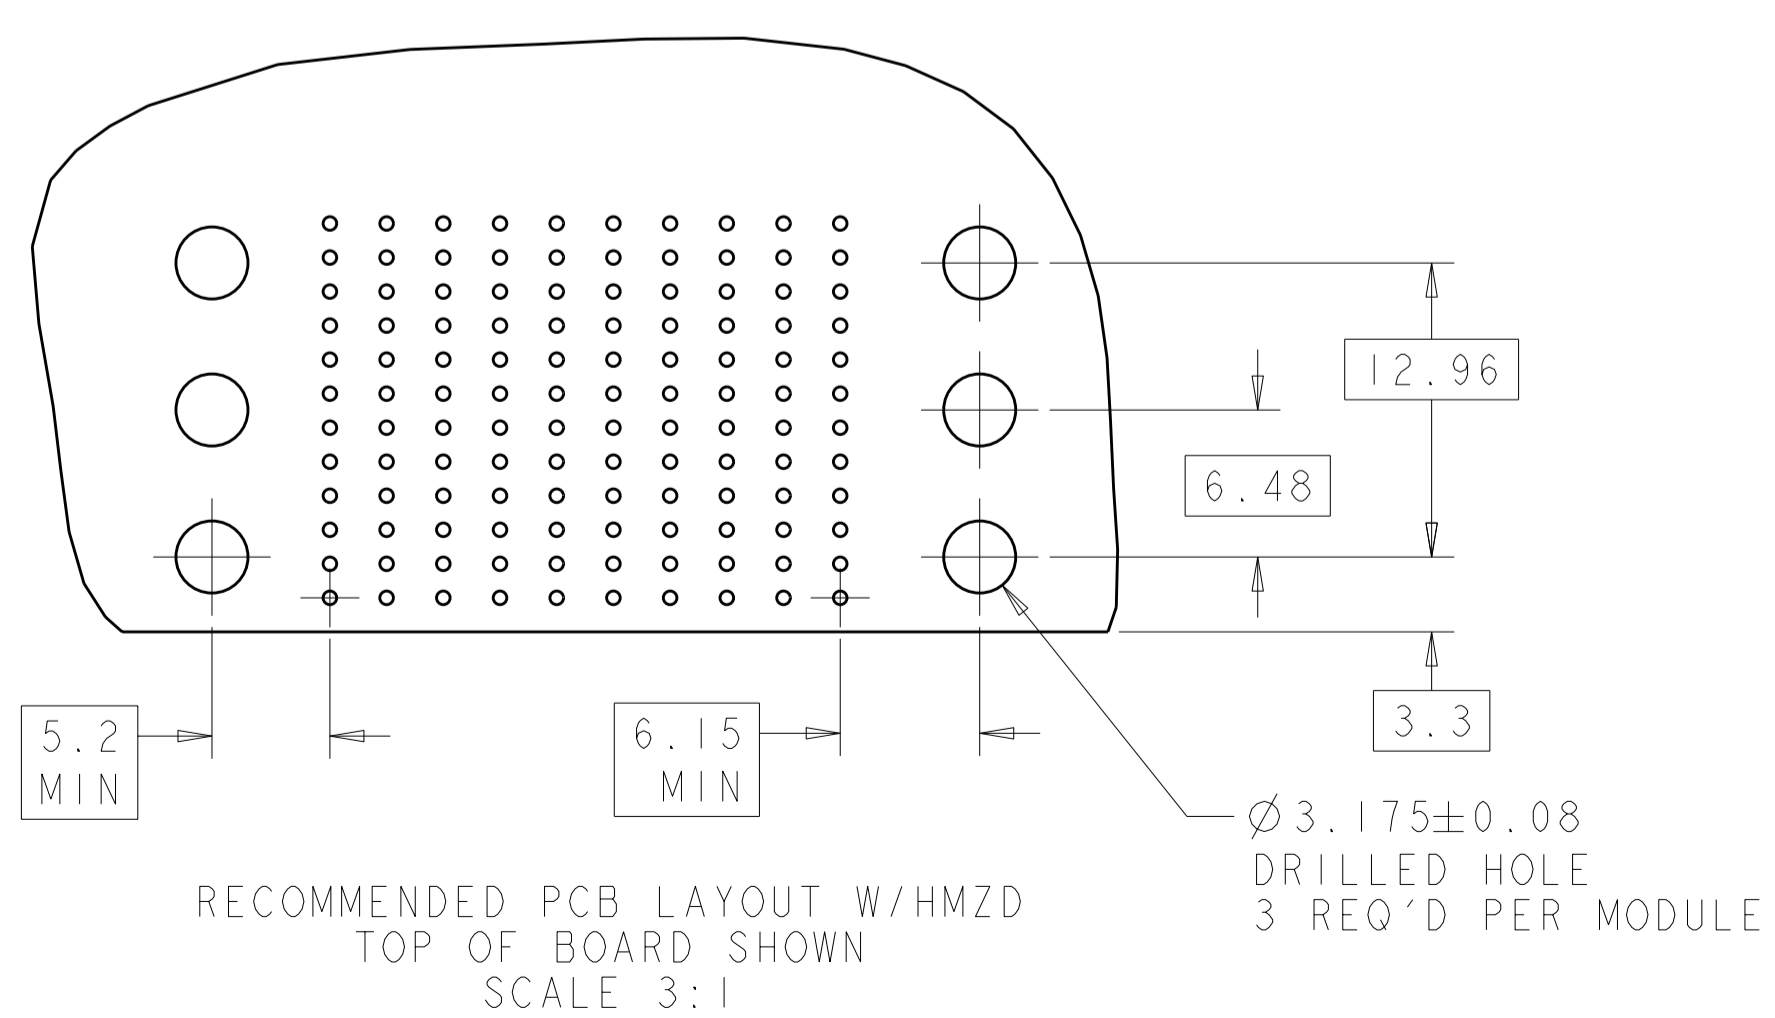 12.96
6.48
3.3
5.2
MIN
6.15
MIN
Ø3.175±0.08
DRILLED HOLE
3 REQ'D PER MODULE
RECOMMENDED PCB LAYOUT W/HMZD
TOP OF BOARD SHOWN
SCALE 3:1